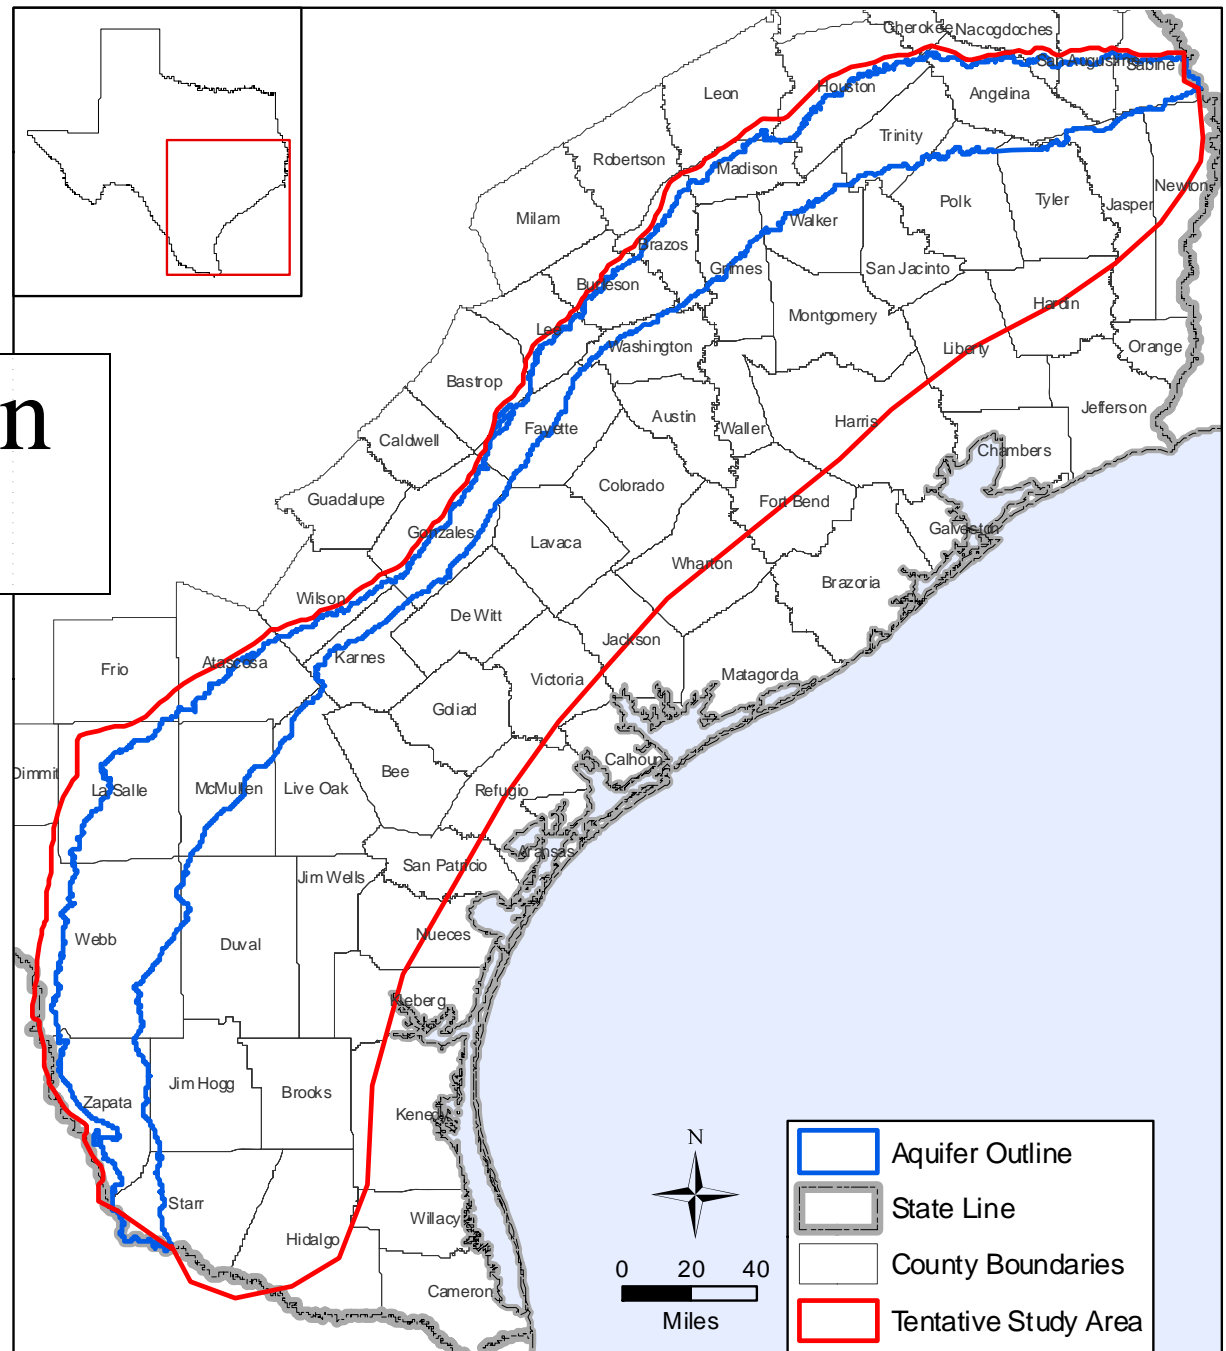 Cherokee
Nacogdoches
San Augustine
Sabine
Houston
Leon
Angelina
Trinity
Robertson
Madison
Newton
Milam
Walker
Polk
Tyler
Jasper
Brazos
Grimes
San Jacinto
Burleson
Hardin
Montgomery
Lee
Washington
Liberty
Orange
Bastrop
n
Austin
Waller
Harris
Jefferson
Fayette
Caldwell
Chambers
Guadalupe
Colorado
Fort Bend
Gonzales
Lavaca
Galveston
Wharton
Brazoria
Wilson
De Witt
Karnes
Jackson
Atascosa
Frio
Victoria
Matagorda
Goliad
Calhoun
Dimmit
Bee
La Salle
McMullen
Live Oak
Refugio
Aransas
San Patricio
Jim Wells
Nueces
Webb
Duval
Kleberg
Jim Hogg
Brooks
Zapata
Kenedy
Starr
Willacy
Hidalgo
Cameron
N
0 20 40
Miles
Aquifer Outline
State Line
County Boundaries
Tentative Study Area